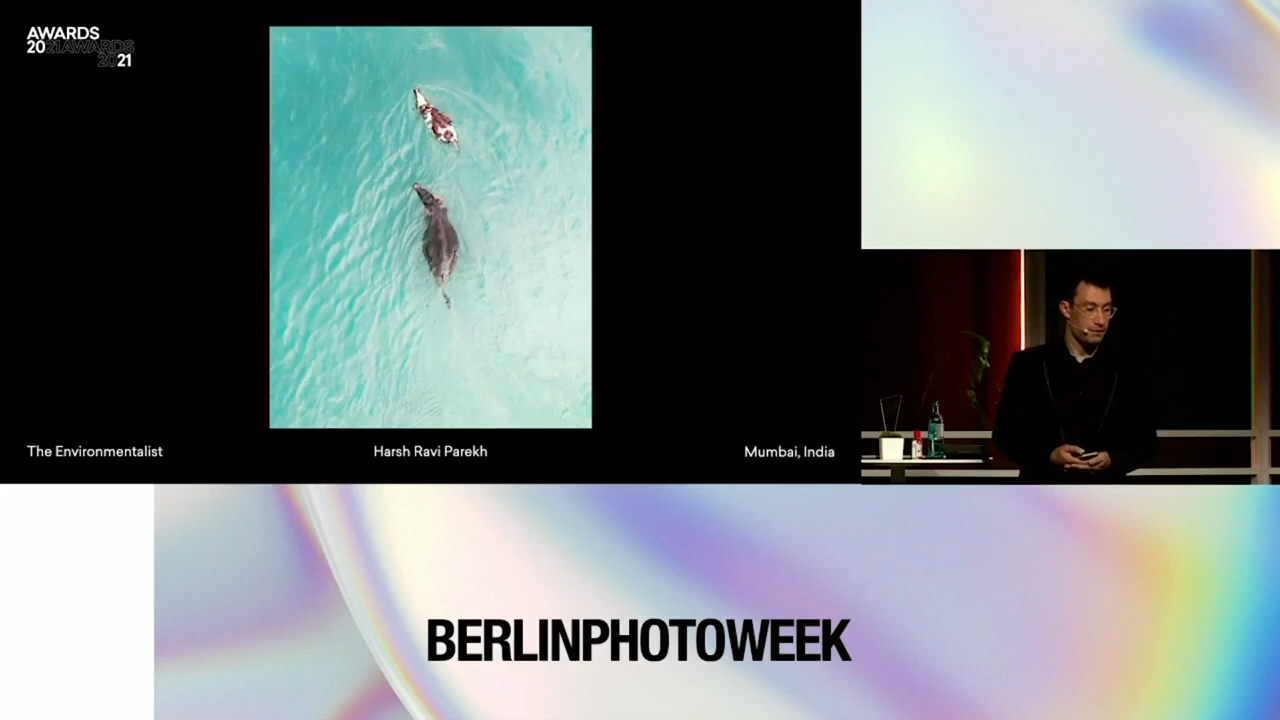 AWARDS
2021AWARDS
2021
The Environmentalist
Harsh Ravi Parekh
Mumbai, India
BERLINPHOTOWEEK